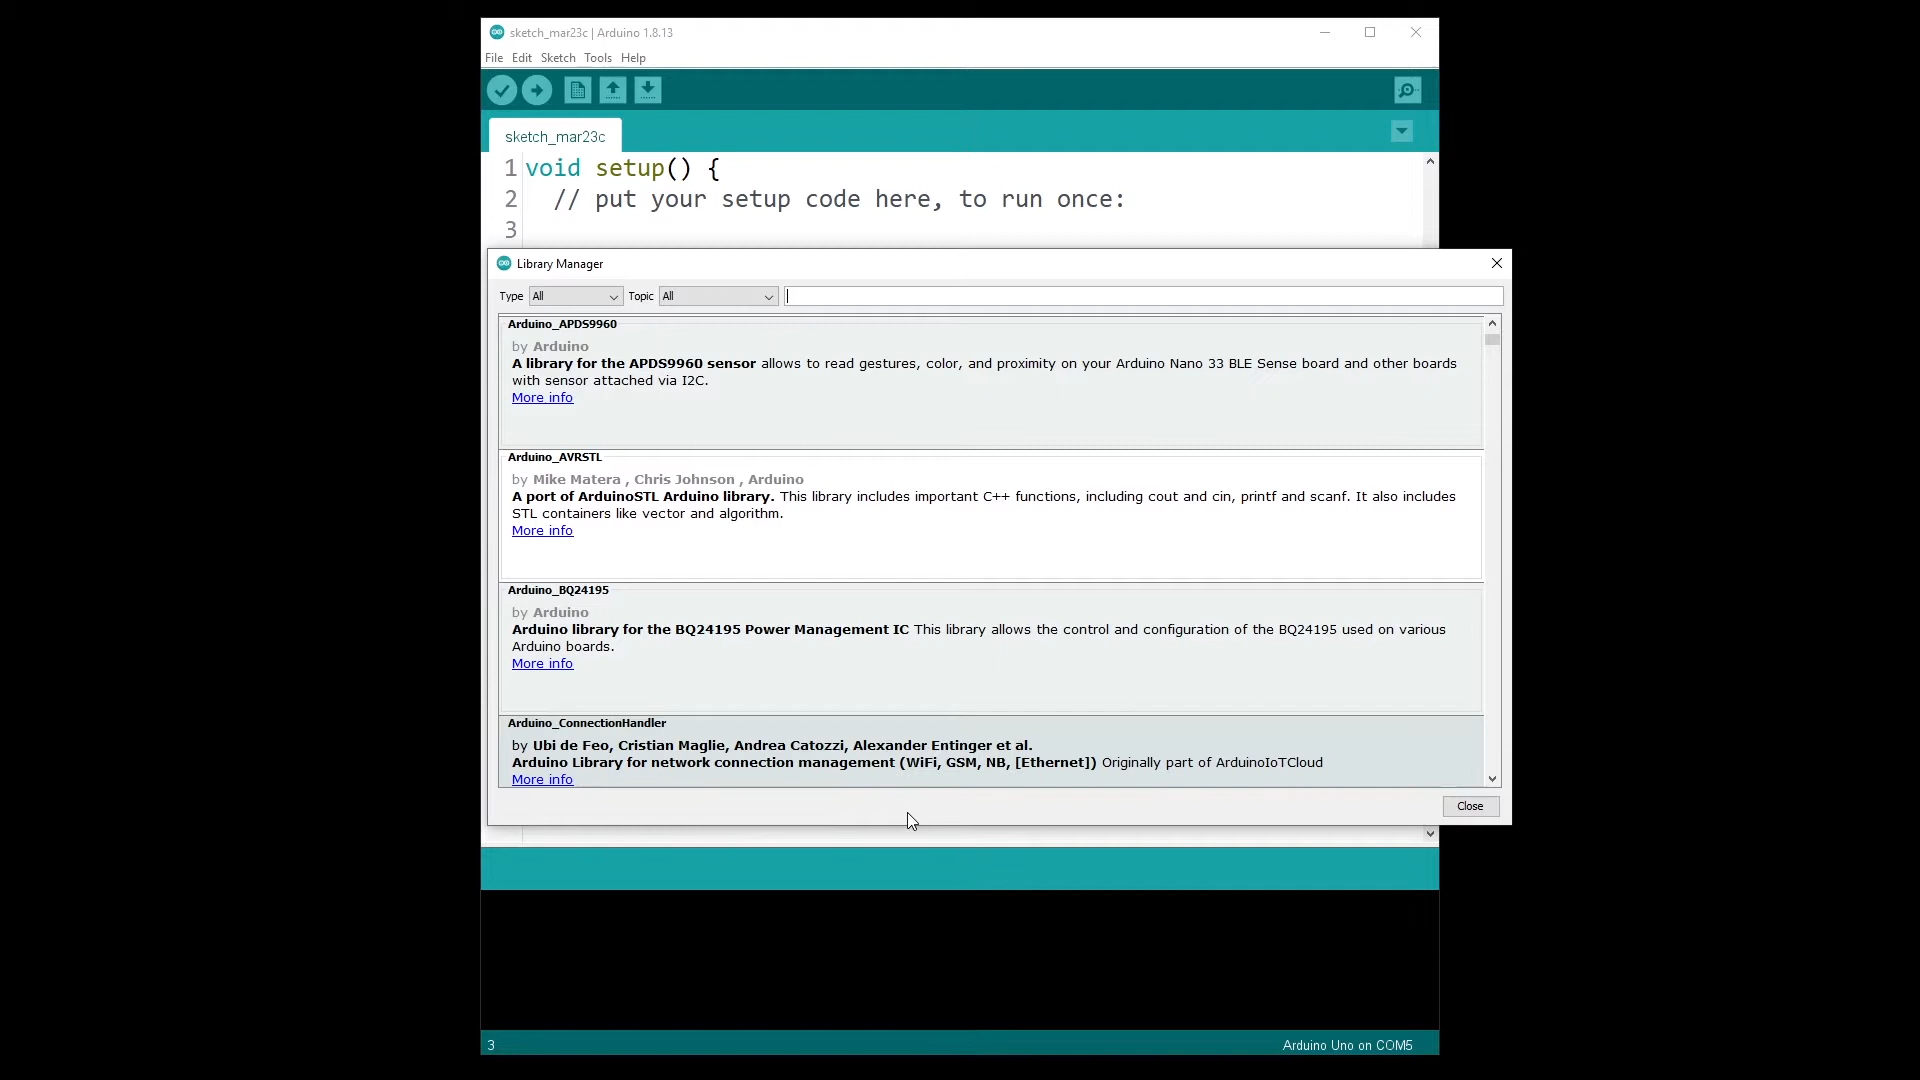 sketch_mar23c | Arduino 1.8.13
File Edit Sketch Tools Help
sketch_mar23c
1 void setup() {
2 // put your setup code here, to run once:
3
Library Manager
Type All Topic All
Arduino_APDS9960
by Arduino
A library for the APDS9960 sensor allows to read gestures, color, and proximity on your Arduino Nano 33 BLE Sense board and other boards
with sensor attached via I2C.
More info
Arduino_AVRSTL
by Mike Matera , Chris Johnson , Arduino
A port of ArduinoSTL Arduino library. This library includes important C++ functions, including cout and cin, printf and scanf. It also includes
STL containers like vector and algorithm.
More info
Arduino_BQ24195
by Arduino
Arduino library for the BQ24195 Power Management IC This library allows the control and configuration of the BQ24195 used on various
Arduino boards.
More info
Arduino_ConnectionHandler
by Ubi de Feo, Cristian Maglie, Andrea Catozzi, Alexander Entinger et al.
Arduino Library for network connection management (WiFi, GSM, NB, [Ethernet]) Originally part of ArduinoIoTCloud
More info
Close
3 Arduino Uno on COM5